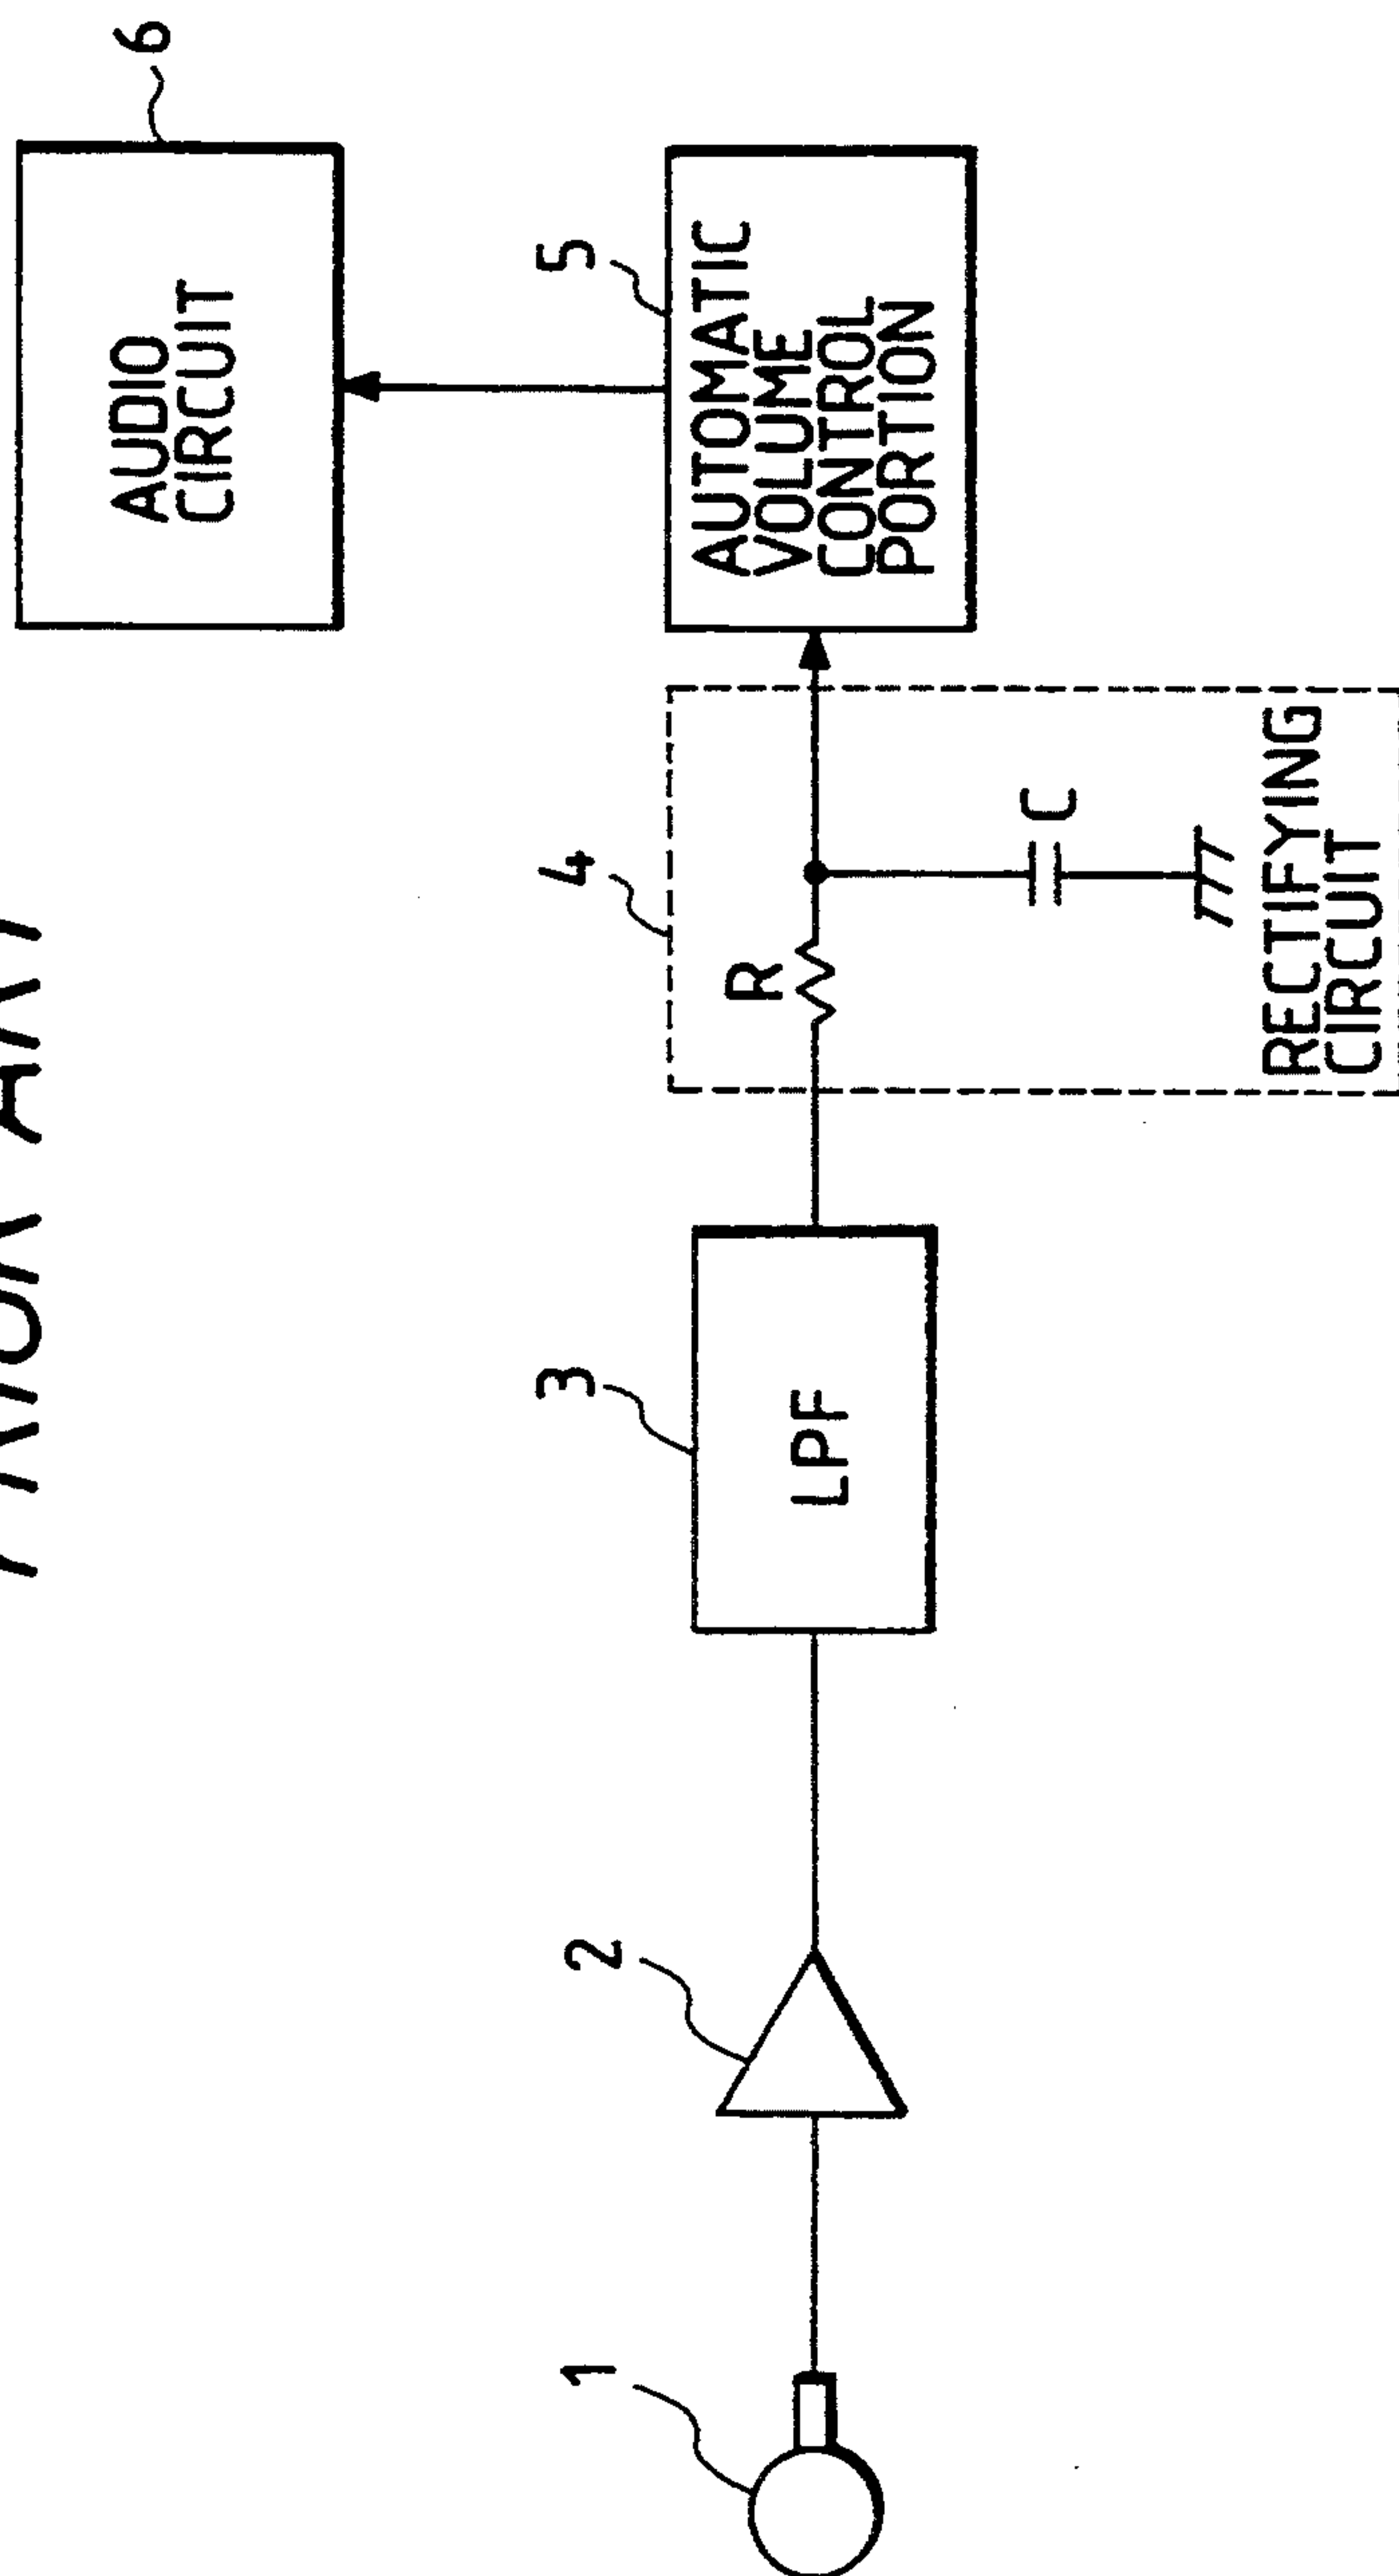 PRIOR ART
6
AUDIO
CIRCUIT
5
AUTOMATIC
VOLUME
CONTROL
PORTION
4
R
C
RECTIFYING
CIRCUIT
3
LPF
2
1